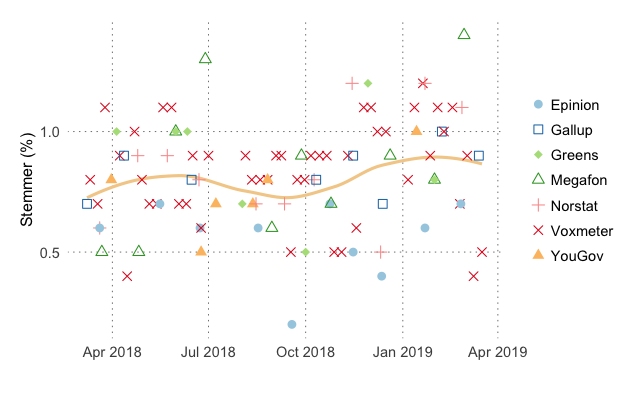 Stemmer (%)
1.0
0.5
Apr 2018
Jul 2018
Oct 2018
Jan 2019
Apr 2019
Epinion
Gallup
Greens
Megafon
Norstat
Voxmeter
YouGov